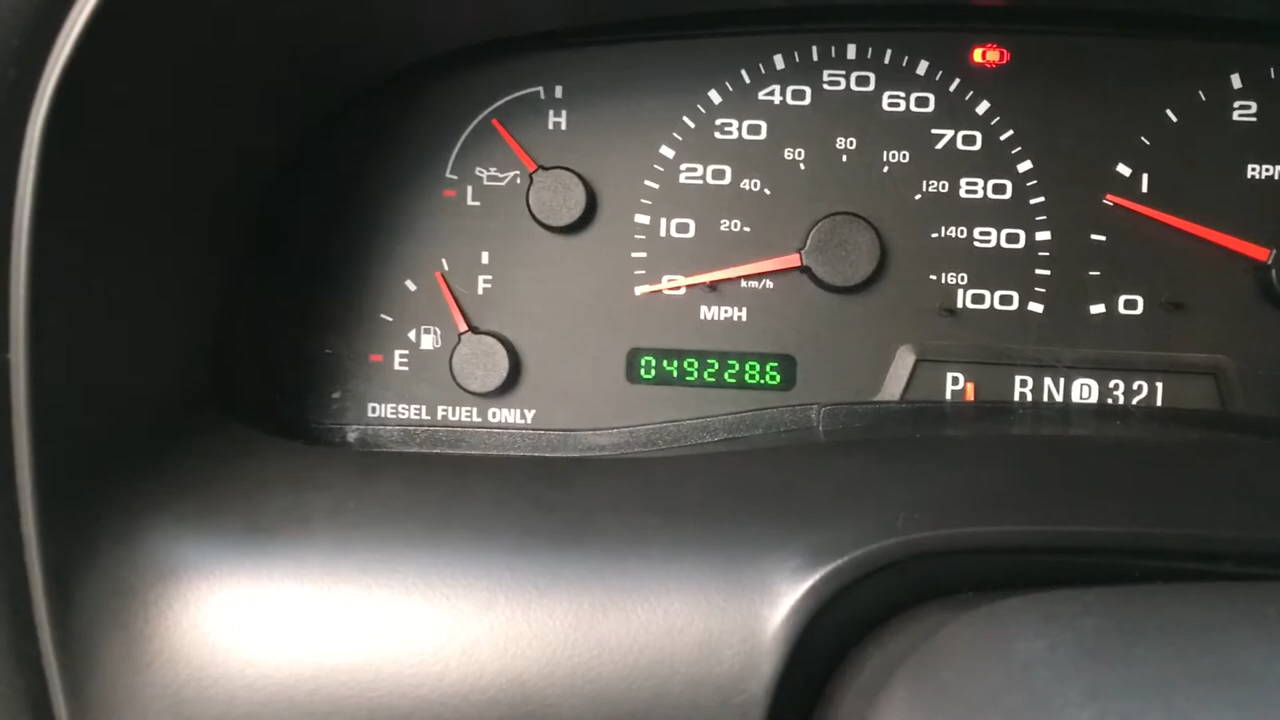 H
L
F
E
DIESEL FUEL ONLY
0 10 20 30 40 50 60 70 80 90 100
20 40 60 80 100 120 140 160
km/h
MPH
049228.6
P R N D 3 2 1
0 1 2